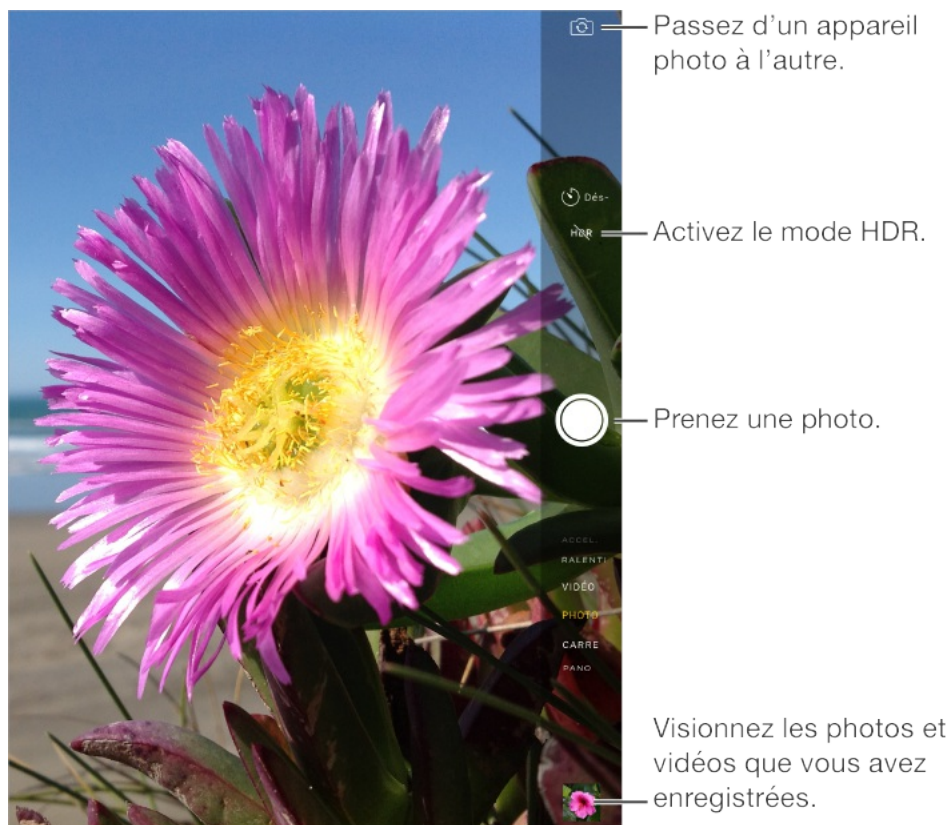 Passez d'un appareil
photo à l'autre.
Dés-
HDR
Activez le mode HDR.
Prenez une photo.
ACCEL.
RALENTI
VIDÉO
PHOTO
CARRE
PANO
Visionnez les photos et
vidéos que vous avez
enregistrées.